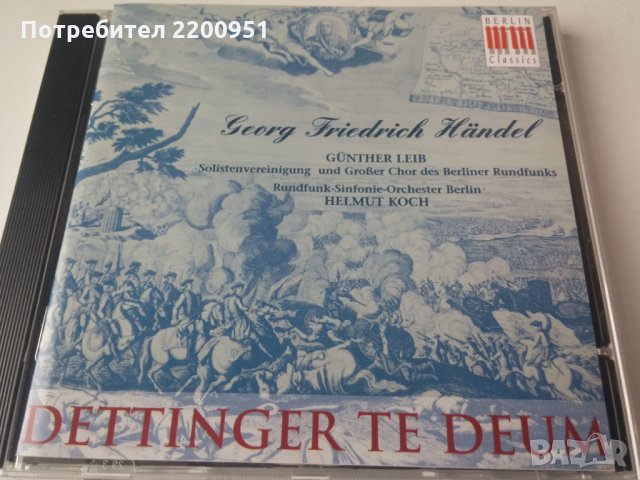 Потребител 2200951
BERLIN
Classics
Georg Friedrich Händel
GÜNTHER LEIB
Solistenvereinigung und Großer Chor des Berliner Rundfunks
Rundfunk-Sinfonie-Orchester Berlin
HELMUT KOCH
DETTINGER TE DEUM
BAZAR